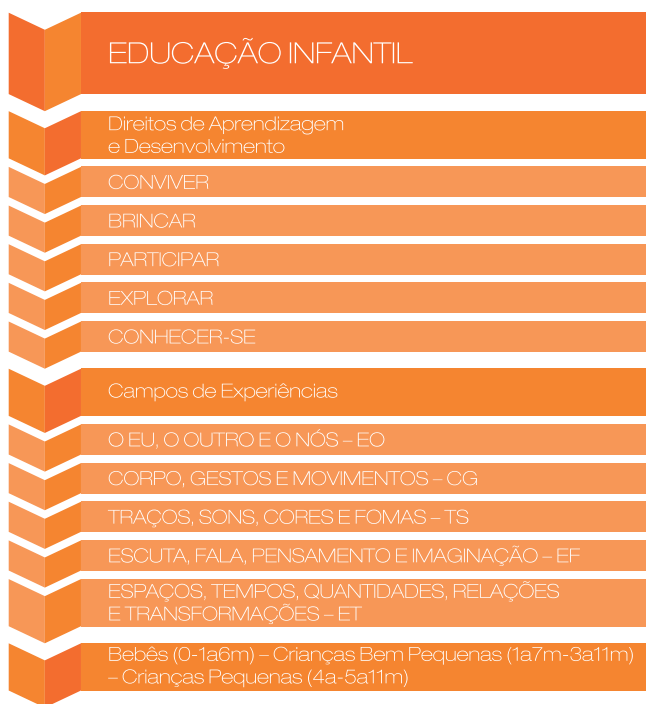 EDUCAÇÃO INFANTIL
Direitos de Aprendizagem
e Desenvolvimento
CONVIVER
BRINCAR
PARTICIPAR
EXPLORAR
CONHECER-SE
Campos de Experiências
O EU, O OUTRO E O NÓS – EO
CORPO, GESTOS E MOVIMENTOS – CG
TRAÇOS, SONS, CORES E FOMAS – TS
ESCUTA, FALA, PENSAMENTO E IMAGINAÇÃO – EF
ESPAÇOS, TEMPOS, QUANTIDADES, RELAÇÕES
E TRANSFORMAÇÕES – ET
Bebês (0-1a6m) – Crianças Bem Pequenas (1a7m-3a11m)
– Crianças Pequenas (4a-5a11m)